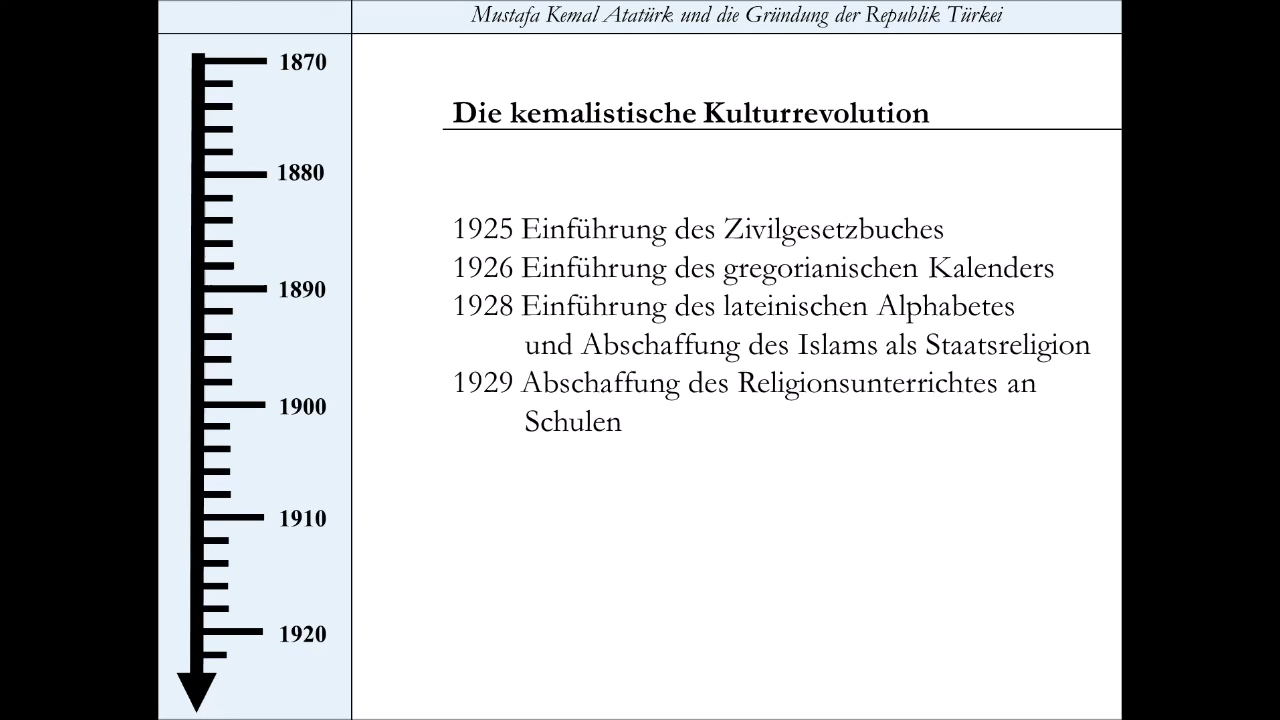 Mustafa Kemal Atatürk und die Gründung der Republik Türkei
1870
1880
1890
1900
1910
1920
Die kemalistische Kulturrevolution
1925 Einführung des Zivilgesetzbuches
1926 Einführung des gregorianischen Kalenders
1928 Einführung des lateinischen Alphabetes
und Abschaffung des Islams als Staatsreligion
1929 Abschaffung des Religionsunterrichtes an
Schulen